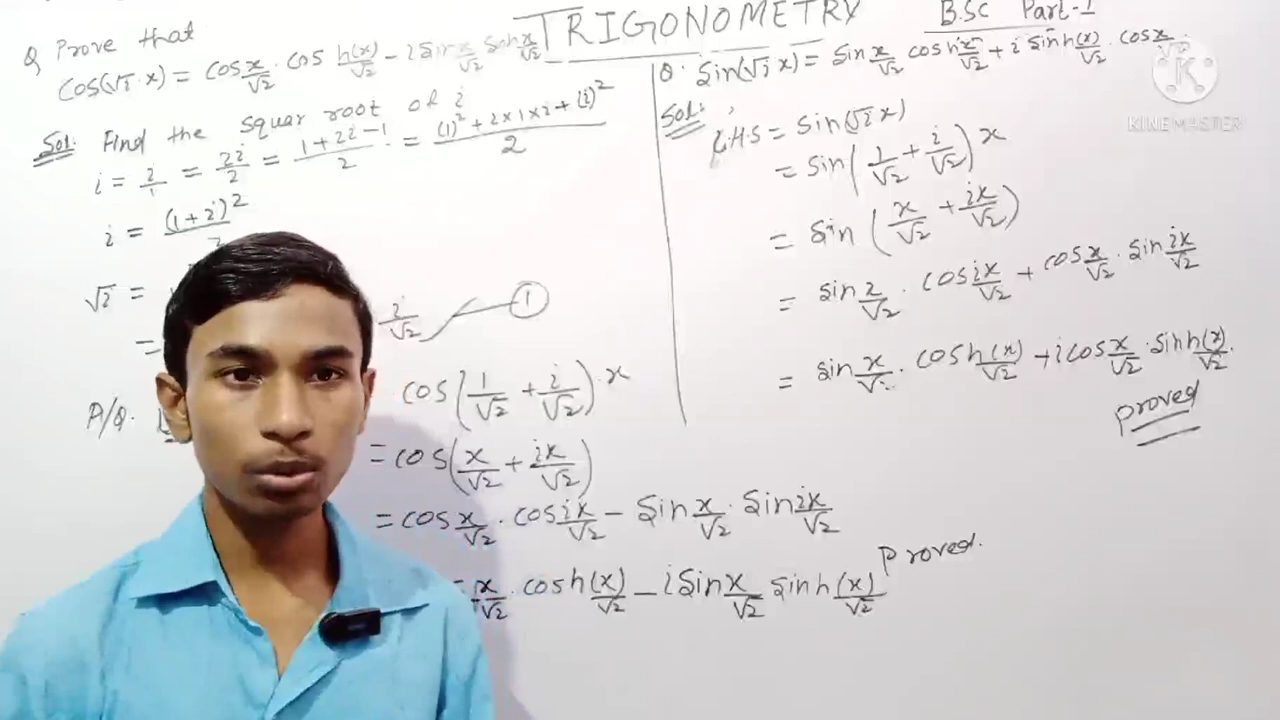 TRIGONOMETRY
B.Sc Part-1
Q Prove that
cos(√i·x) = cos x/√2 · cos h(x)/√2 - i sin x/√2 sinh x/√2
Sol: Find the squar root of i
i = i/1 = 2i/2 = 1+2i-1/2 = (1)²+2×1×i+(i)²/2
i = (1+i)²
√i =
=
i/√2 1
P/Q.
cos(1/√2 + i/√2)·x
= cos(x/√2 + ix/√2)
= cos x/√2 · cos ix/√2 - sin x/√2 · sin ix/√2
= x/√2 · cosh(x)/√2 - i sin x/√2 sinh(x)/√2 Proved.
Q. sin(√i x) = sin x/√2 cosh x/√2 + i sinh(x)/√2 · cos x/√2
Sol:
L.H.S = sin(√i x)
= sin(1/√2 + i/√2)x
= sin(x/√2 + ix/√2)
= sin x/√2 · cos ix/√2 + cos x/√2 · sin ix/√2
= sin x/√2 · cosh(x)/√2 + i cos x/√2 · sinh(x)/√2.
proved
KINEMASTER